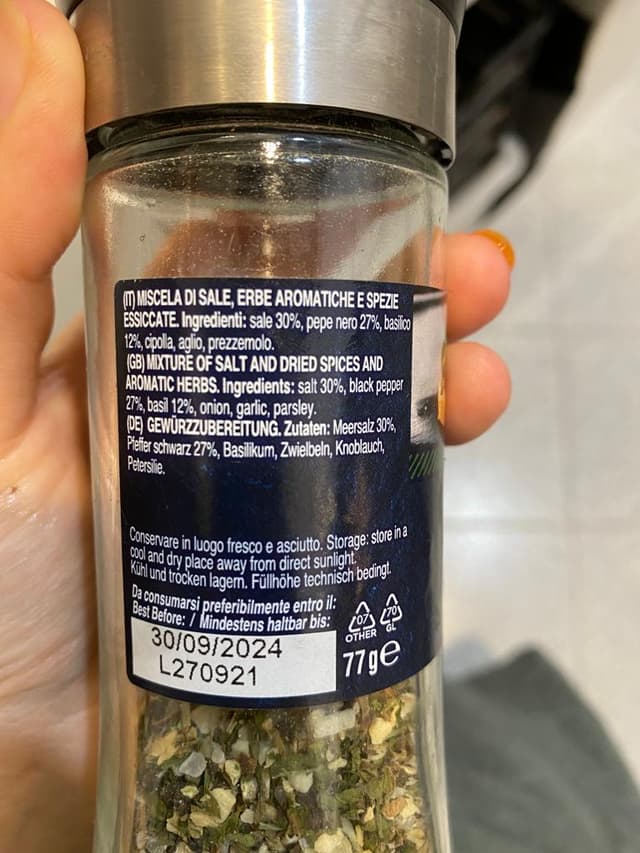 (IT) MISCELA DI SALE, ERBE AROMATICHE E SPEZIE
ESSICCATE. Ingredienti: sale 30%, pepe nero 27%, basilico
12%, cipolla, aglio, prezzemolo.
(GB) MIXTURE OF SALT AND DRIED SPICES AND
AROMATIC HERBS. Ingredients: salt 30%, black pepper
27%, basil 12%, onion, garlic, parsley.
(DE) GEWÜRZZUBEREITUNG. Zutaten: Meersalz 30%,
Pfeffer schwarz 27%, Basilikum, Zwiebeln, Knoblauch,
Petersilie.
Conservare in luogo fresco e asciutto. Storage: store in a
cool and dry place away from direct sunlight.
Kühl und trocken lagern. Füllhöhe technisch bedingt.
Da consumarsi preferibilmente entro il:
Best Before: / Mindestens haltbar bis:
30/09/2024
L270921
07
OTHER
70
GL
77g℮